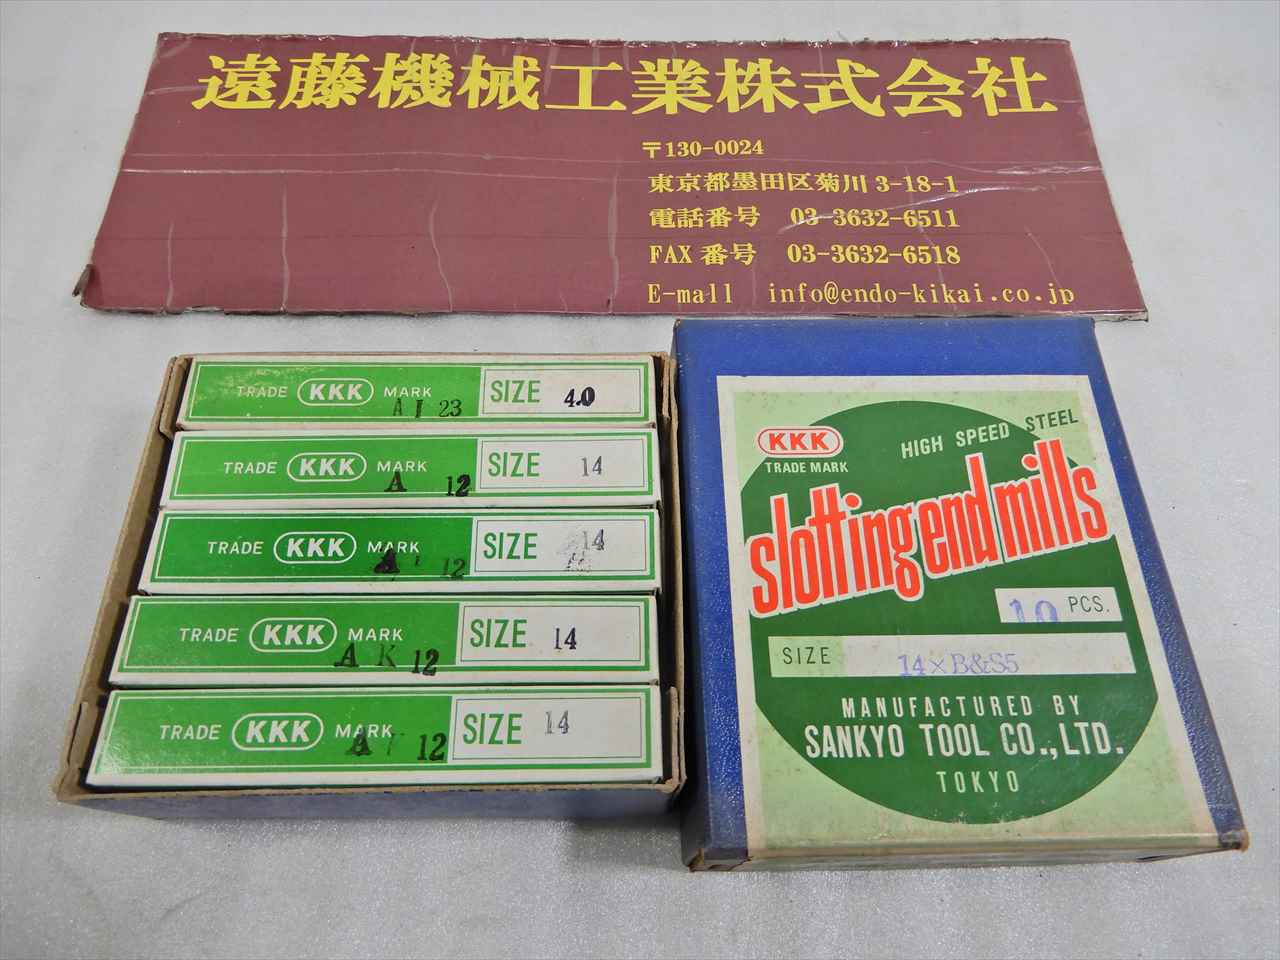 遠藤機械工業株式会社
〒130-0024
東京都墨田区菊川 3-18-1
電話番号 03-3632-6511
FAX 番号 03-3632-6518
E-mall info@endo-kikai.co.jp
TRADE KKK MARK SIZE 4.0
A I 23
TRADE KKK MARK SIZE 14
A 12
TRADE KKK MARK SIZE 14
A 12
TRADE KKK MARK SIZE 14
A K 12
TRADE KKK MARK SIZE 14
A 12
KKK
TRADE MARK
HIGH SPEED STEEL
slotting end mills
10 PCS.
SIZE 14×B&S5
MANUFACTURED BY
SANKYO TOOL CO.,LTD.
TOKYO